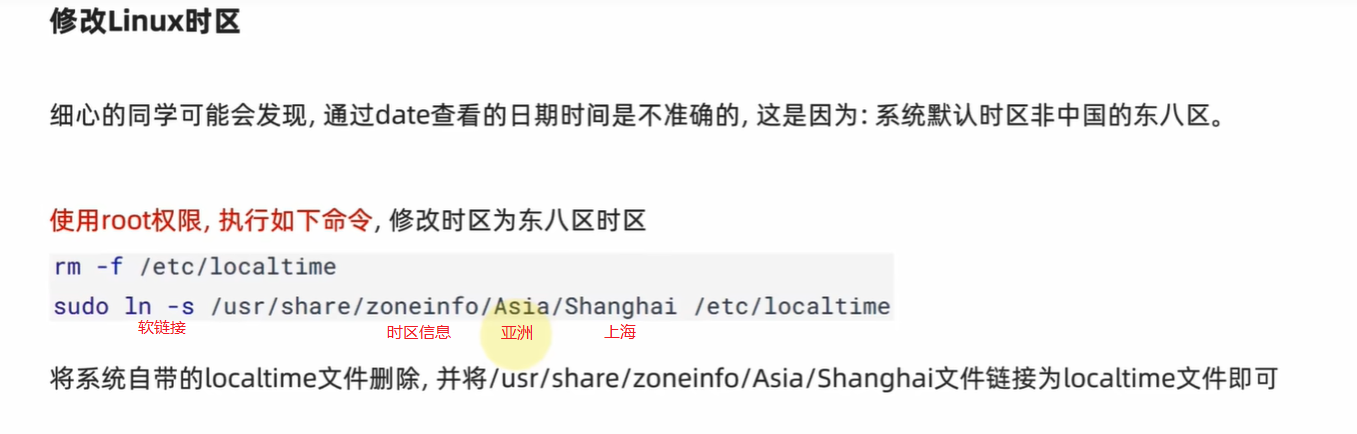 修改Linux时区
细心的同学可能会发现, 通过date查看的日期时间是不准确的, 这是因为: 系统默认时区非中国的东八区。
使用root权限, 执行如下命令, 修改时区为东八区时区
rm -f /etc/localtime
sudo ln -s /usr/share/zoneinfo/Asia/Shanghai /etc/localtime
软链接 时区信息 亚洲 上海
将系统自带的localtime文件删除, 并将/usr/share/zoneinfo/Asia/Shanghai文件链接为localtime文件即可